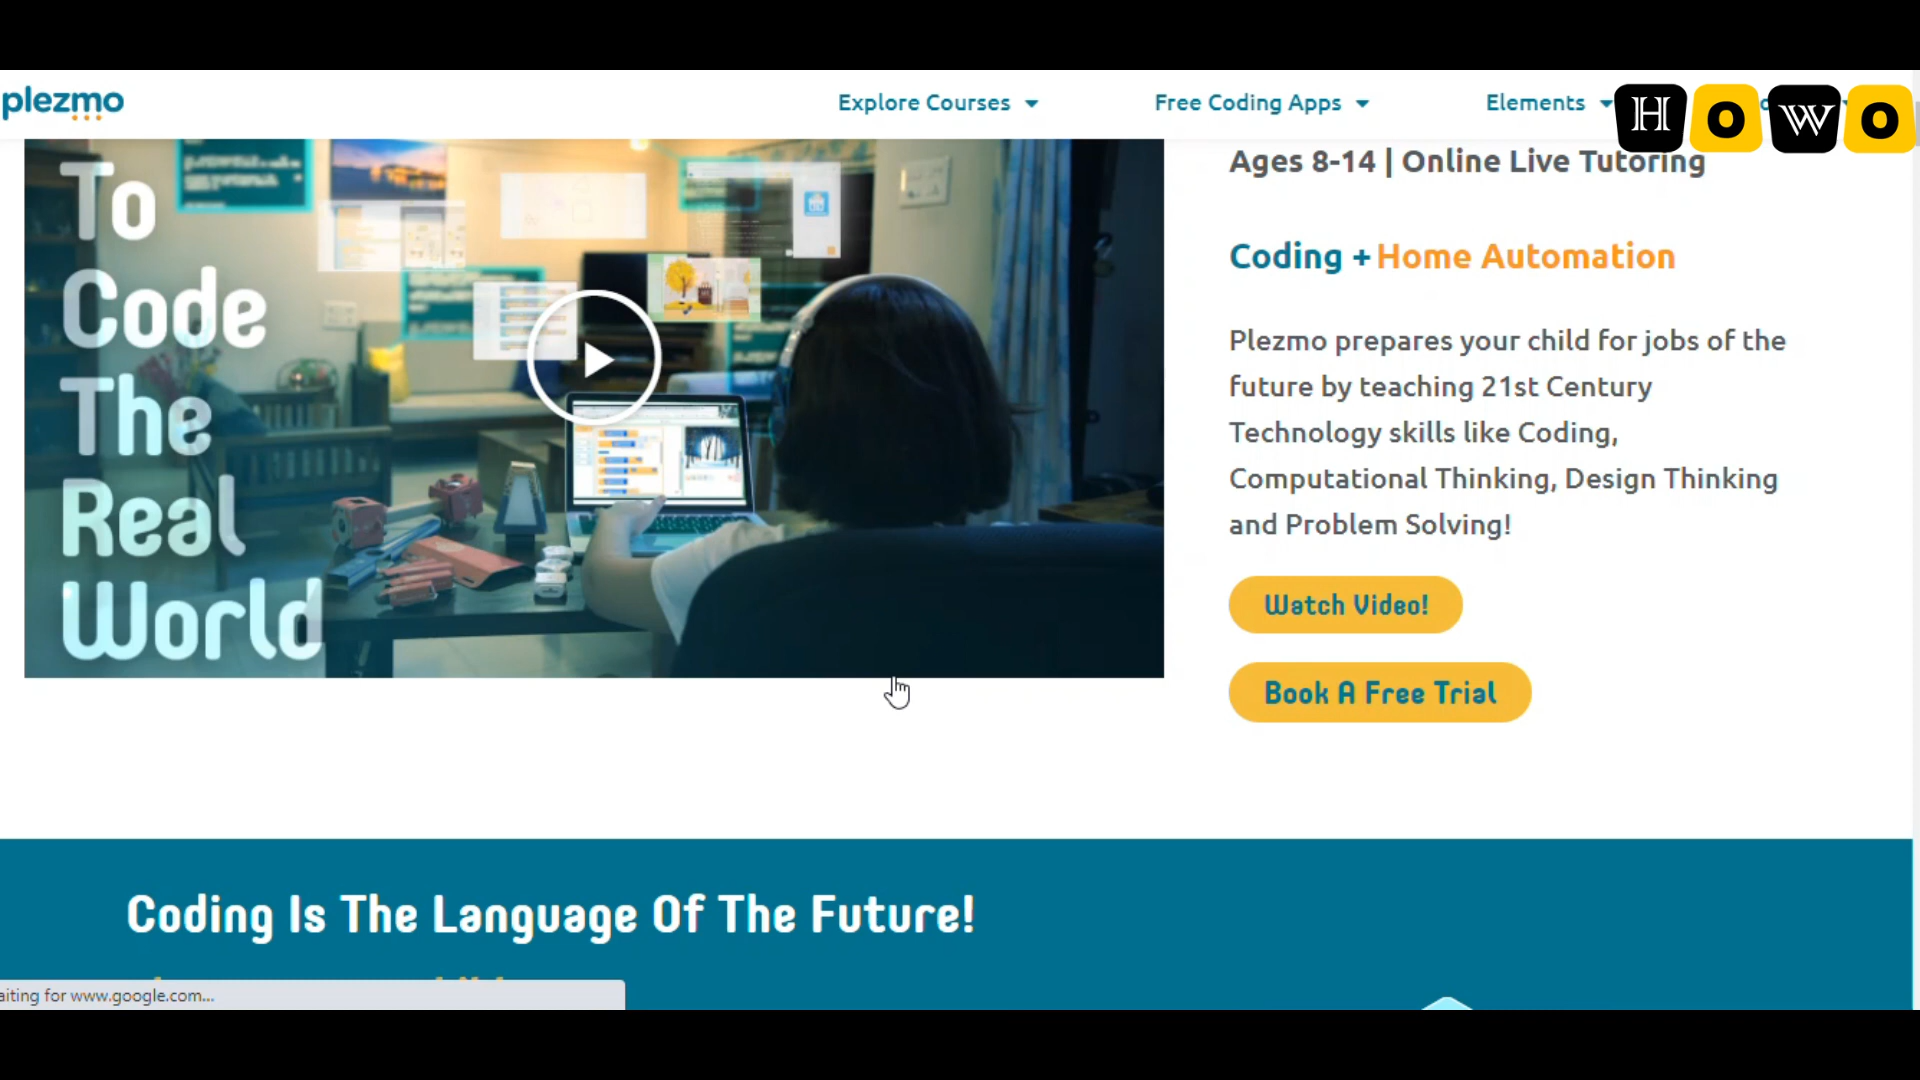 plezmo
Explore Courses
Free Coding Apps
Elements
HOWO
To
Code
The
Real
World
Ages 8-14 | Online Live Tutoring
Coding + Home Automation
Plezmo prepares your child for jobs of the
future by teaching 21st Century
Technology skills like Coding,
Computational Thinking, Design Thinking
and Problem Solving!
Watch Video!
Book A Free Trial
Coding Is The Language Of The Future!
aiting for www.google.com...